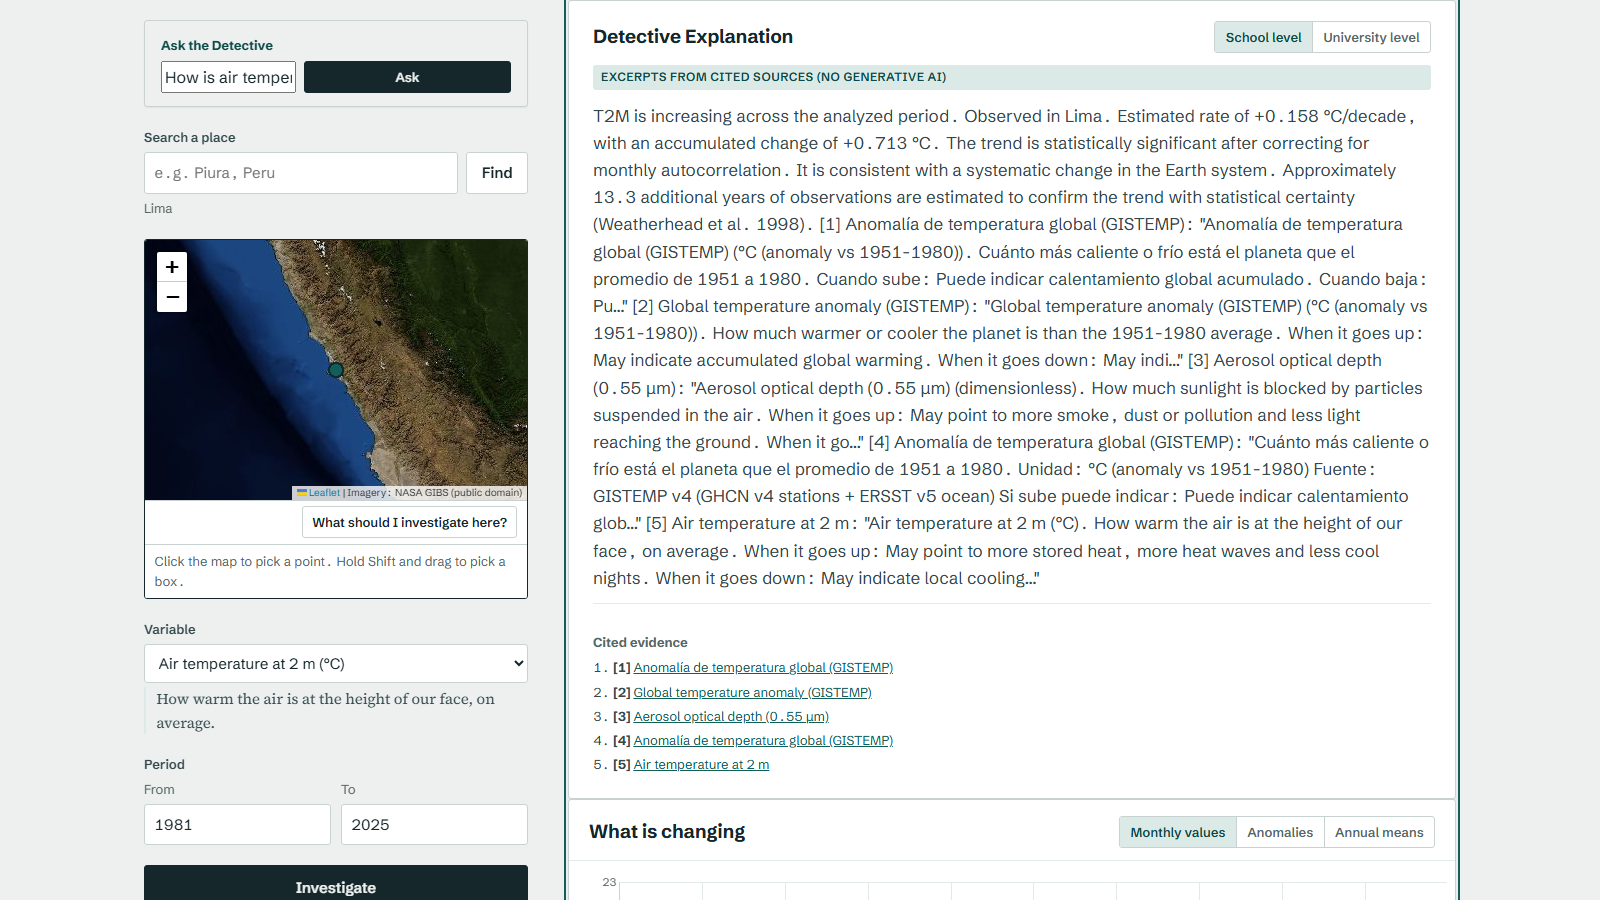 Ask the Detective
How is air temper
Ask
Search a place
e.g. Piura, Peru
Find
Lima
+
−
Leaflet | Imagery: NASA GIBS (public domain)
What should I investigate here?
Click the map to pick a point. Hold Shift and drag to pick a
box.
Variable
Air temperature at 2 m (°C)
How warm the air is at the height of our face, on
average.
Period
From
To
1981
2025
Investigate
Detective Explanation
School level
University level
EXCERPTS FROM CITED SOURCES (NO GENERATIVE AI)
T2M is increasing across the analyzed period. Observed in Lima. Estimated rate of +0.158 °C/decade,
with an accumulated change of +0.713 °C. The trend is statistically significant after correcting for
monthly autocorrelation. It is consistent with a systematic change in the Earth system. Approximately
13.3 additional years of observations are estimated to confirm the trend with statistical certainty
(Weatherhead et al. 1998). [1] Anomalía de temperatura global (GISTEMP): "Anomalía de temperatura
global (GISTEMP) (°C (anomaly vs 1951-1980)). Cuánto más caliente o frío está el planeta que el
promedio de 1951 a 1980. Cuando sube: Puede indicar calentamiento global acumulado. Cuando baja:
Pu…" [2] Global temperature anomaly (GISTEMP): "Global temperature anomaly (GISTEMP) (°C (anomaly vs
1951-1980)). How much warmer or cooler the planet is than the 1951-1980 average. When it goes up:
May indicate accumulated global warming. When it goes down: May indi…" [3] Aerosol optical depth
(0.55 µm): "Aerosol optical depth (0.55 µm) (dimensionless). How much sunlight is blocked by particles
suspended in the air. When it goes up: May point to more smoke, dust or pollution and less light
reaching the ground. When it go…" [4] Anomalía de temperatura global (GISTEMP): "Cuánto más caliente o
frío está el planeta que el promedio de 1951 a 1980. Unidad: °C (anomaly vs 1951-1980) Fuente:
GISTEMP v4 (GHCN v4 stations + ERSST v5 ocean) Si sube puede indicar: Puede indicar calentamiento
glob…" [5] Air temperature at 2 m: "Air temperature at 2 m (°C). How warm the air is at the height of our
face, on average. When it goes up: May point to more stored heat, more heat waves and less cool
nights. When it goes down: May indicate local cooling…"
Cited evidence
1. [1] Anomalía de temperatura global (GISTEMP)
2. [2] Global temperature anomaly (GISTEMP)
3. [3] Aerosol optical depth (0.55 µm)
4. [4] Anomalía de temperatura global (GISTEMP)
5. [5] Air temperature at 2 m
What is changing
Monthly values
Anomalies
Annual means
23